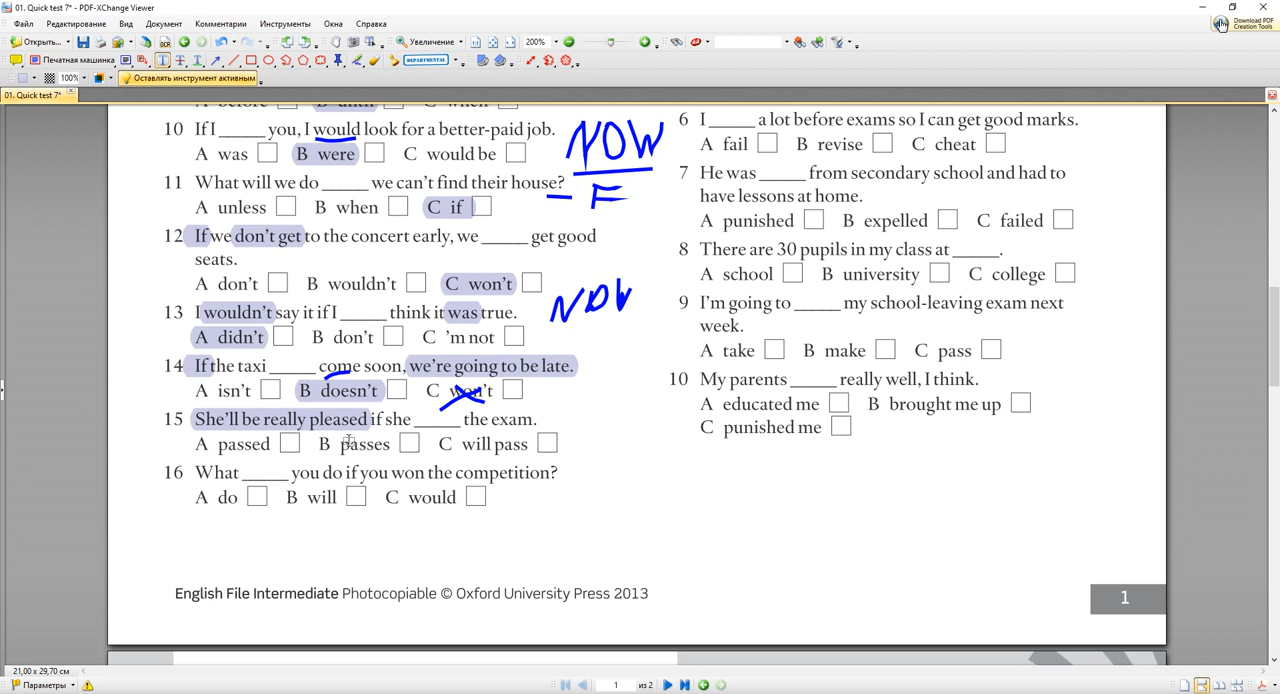 01. Quick test 7* - PDF-XChange Viewer
Файл Редактирование Вид Документ Комментарии Инструменты Окна Справка
Открыть... OCR Увеличение 200% Download PDF Creation Tools
Печатная машинка DEPARTMENTAL
100% Оставлять инструмент активным
01. Quick test 7*
A before B until C when
10 If I _____ you, I would look for a better-paid job.
A was B were C would be
NOW
11 What will we do _____ we can't find their house?
A unless B when C if
– F
12 If we don't get to the concert early, we _____ get good
seats.
A don't B wouldn't C won't
13 I wouldn't say it if I _____ think it was true.
A didn't B don't C 'm not
NOW
14 If the taxi _____ come soon, we're going to be late.
A isn't B doesn't C won't
15 She'll be really pleased if she _____ the exam.
A passed B passes C will pass
16 What _____ you do if you won the competition?
A do B will C would
6 I _____ a lot before exams so I can get good marks.
A fail B revise C cheat
7 He was _____ from secondary school and had to
have lessons at home.
A punished B expelled C failed
8 There are 30 pupils in my class at _____.
A school B university C college
9 I'm going to _____ my school-leaving exam next
week.
A take B make C pass
10 My parents _____ really well, I think.
A educated me B brought me up
C punished me
English File Intermediate Photocopiable © Oxford University Press 2013
1
21,00 x 29,70 см
Параметры 1 из 2